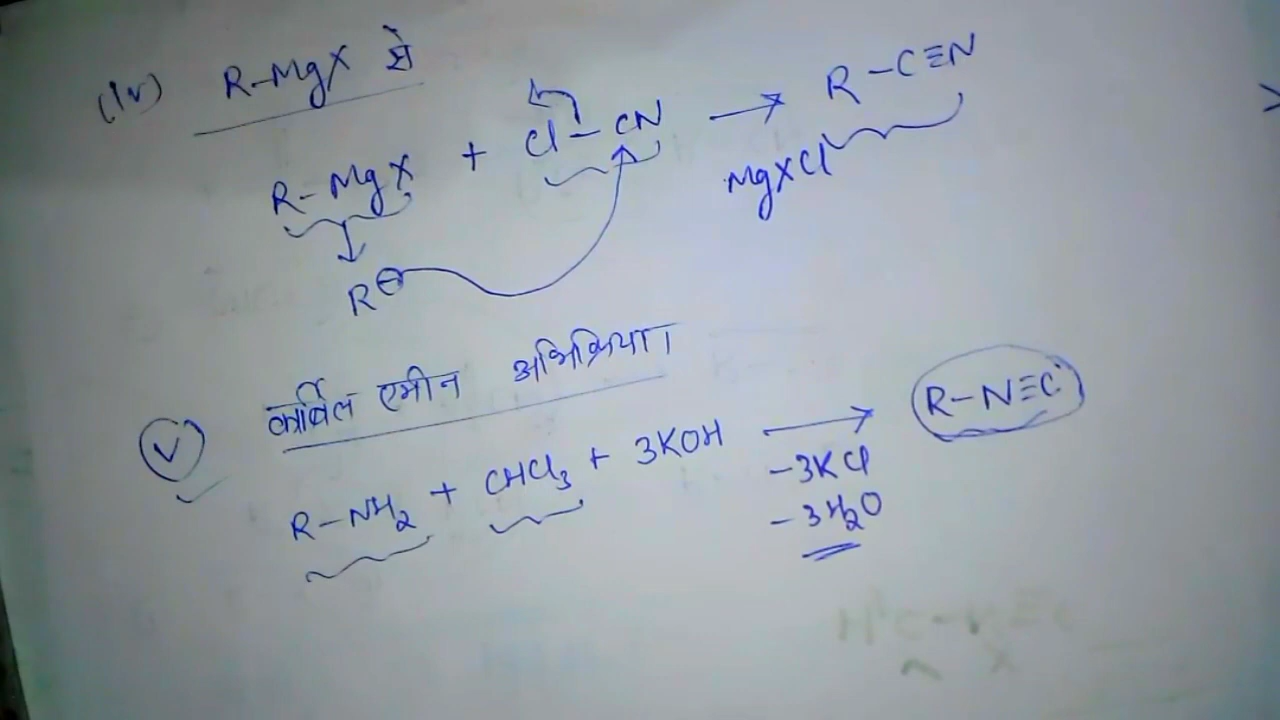 (iv) R-MgX से
R-MgX + Cl-CN → R-C≡N
MgXCl
R⊖
(v) कार्बिल एमीन अभिक्रिया।
R-NH₂ + CHCl₃ + 3KOH → R-N≡C
-3KCl
-3H₂O